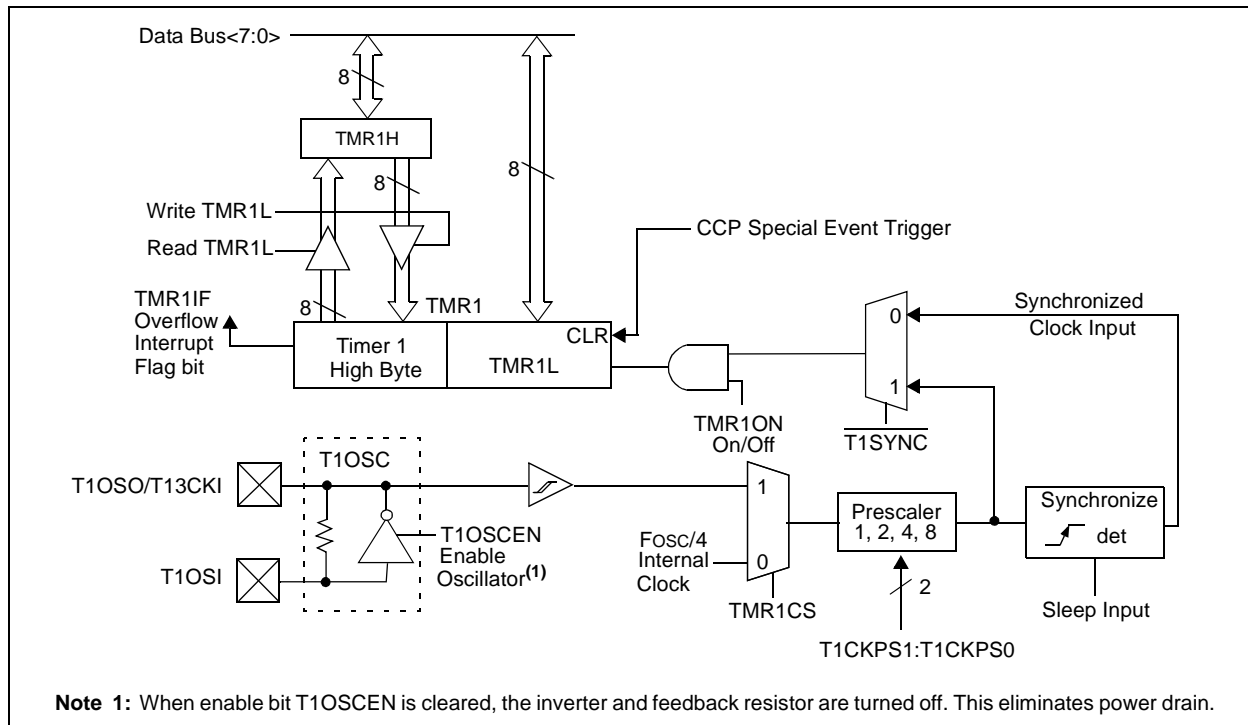 Data Bus<7:0>
8
TMR1H
8
8
Write TMR1L
Read TMR1L
CCP Special Event Trigger
TMR1IF
Overflow
Interrupt
Flag bit
8
TMR1
Timer 1
High Byte
TMR1L
CLR
0
1
Synchronized
Clock Input
TMR1ON
On/Off
T1SYNC
T1OSC
T1OSO/T13CKI
T1OSI
T1OSCEN
Enable
Oscillator(1)
FOSC/4
Internal
Clock
1
0
TMR1CS
Prescaler
1, 2, 4, 8
2
T1CKPS1:T1CKPS0
Synchronize
det
Sleep Input
Note 1: When enable bit T1OSCEN is cleared, the inverter and feedback resistor are turned off. This eliminates power drain.